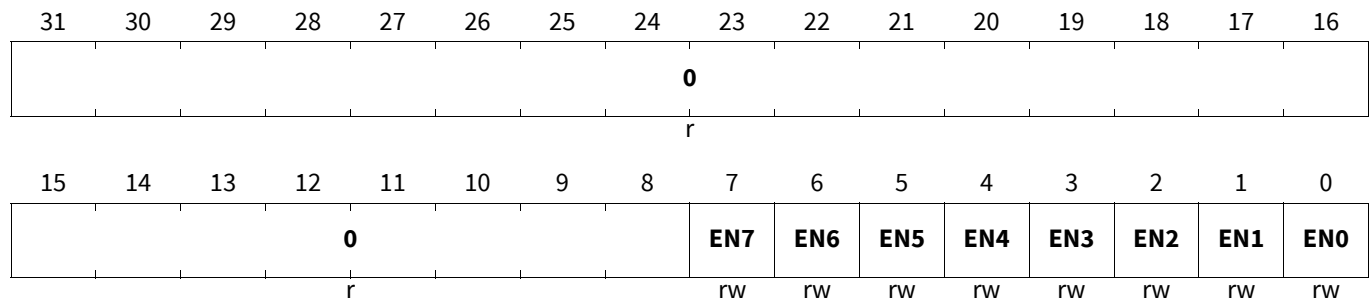 31 30 29 28 27 26 25 24 23 22 21 20 19 18 17 16
0
r
15 14 13 12 11 10 9 8 7 6 5 4 3 2 1 0
0 EN7 EN6 EN5 EN4 EN3 EN2 EN1 EN0
r rw rw rw rw rw rw rw rw